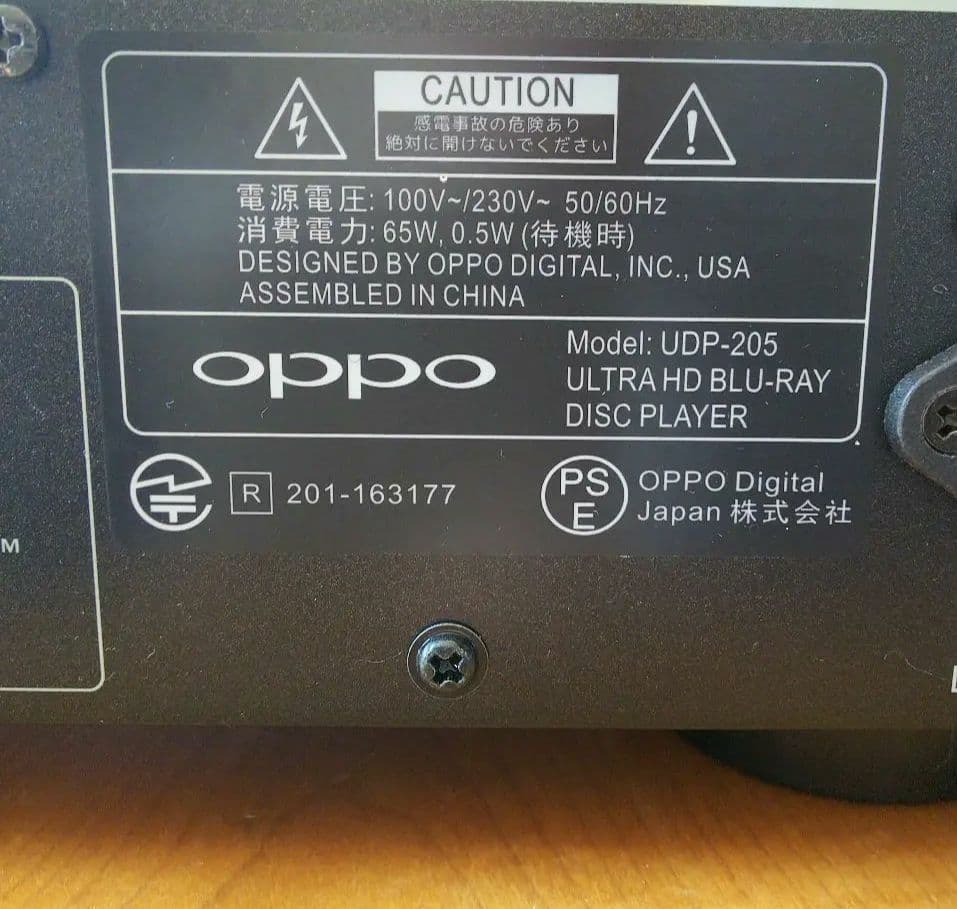 CAUTION
感電事故の危険あり
絶対に開けないでください
電源電圧: 100V~/230V~ 50/60Hz
消費電力: 65W, 0.5W (待機時)
DESIGNED BY OPPO DIGITAL, INC., USA
ASSEMBLED IN CHINA
oppo
Model: UDP-205
ULTRA HD BLU-RAY
DISC PLAYER
R 201-163177
PS
E
OPPO Digital
Japan 株式会社
M